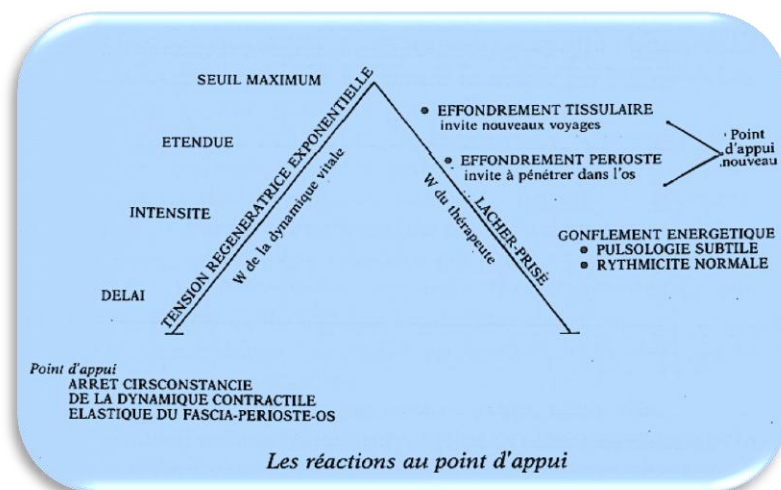 SEUIL MAXIMUM
ETENDUE
INTENSITE
DELAI
TENSION REGENERATRICE EXPONENTIELLE
W de la dynamique vitale
• EFFONDREMENT TISSULAIRE
invite nouveaux voyages
• EFFONDREMENT PERIOSTE
invite à pénétrer dans l'os
Point
d'appui
nouveau
LACHER-PRISE
W du thérapeute
GONFLEMENT ENERGETIQUE
• PULSOLOGIE SUBTILE
• RYTHMICITE NORMALE
Point d'appui
ARRET CIRSCONSTANCIE
DE LA DYNAMIQUE CONTRACTILE
ELASTIQUE DU FASCIA-PERIOSTE-OS
Les réactions au point d'appui